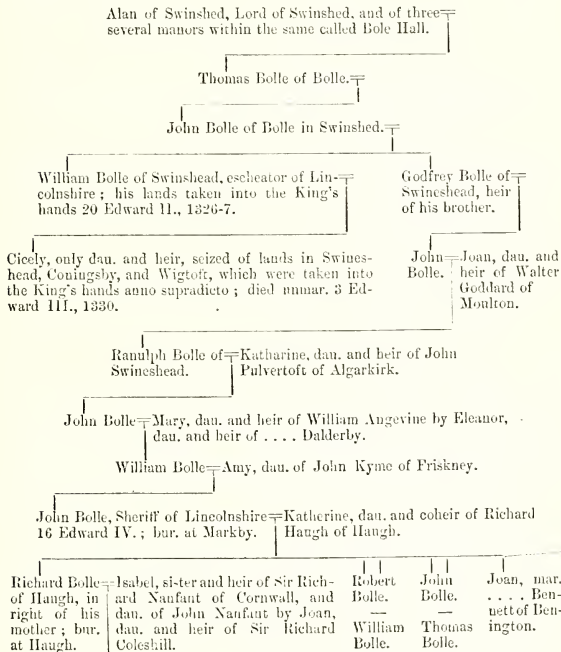 Alan of Swinshed, Lord of Swinshed, and of three
several manors within the same called Bole Hall.
Thomas Bolle of Bolle.
John Bolle of Bolle in Swinshed.
William Bolle of Swinshead, escheator of Lin-
colnshire ; his lands taken into the King's
hands 20 Edward II., 1326-7.
Godfrey Bolle of
Swineshead, heir
of his brother.
Cicely, only dau. and heir, seized of lands in Swines-
head, Coningsby, and Wigtoft, which were taken into
the King's hands anno supradicto ; died unmar. 3 Ed-
ward III., 1330.
John
Bolle.
Joan, dau. and
heir of Walter
Goddard of
Moulton.
Ranulph Bolle of
Swineshead.
Katharine, dau. and heir of John
Pulvertoft of Algarkirk.
John Bolle
Mary, dau. and heir of William Angevine by Eleanor,
dau. and heir of . . . . Dalderby.
William Bolle
Amy, dau. of John Kyme of Friskney.
John Bolle, Sheriff of Lincolnshire
16 Edward IV. ; bur. at Markby.
Katherine, dau. and coheir of Richard
Haugh of Haugh.
Richard Bolle
of Haugh, in
right of his
mother ; bur.
at Haugh.
Isabel, sister and heir of Sir Rich-
ard Nanfant of Cornwall, and
dau. of John Nanfant by Joan,
dau. and heir of Sir Richard
Coleshill.
Robert
Bolle.
—
William
Bolle.
John
Bolle.
—
Thomas
Bolle.
Joan, mar.
. . . . Ben-
nett of Ben-
ington.